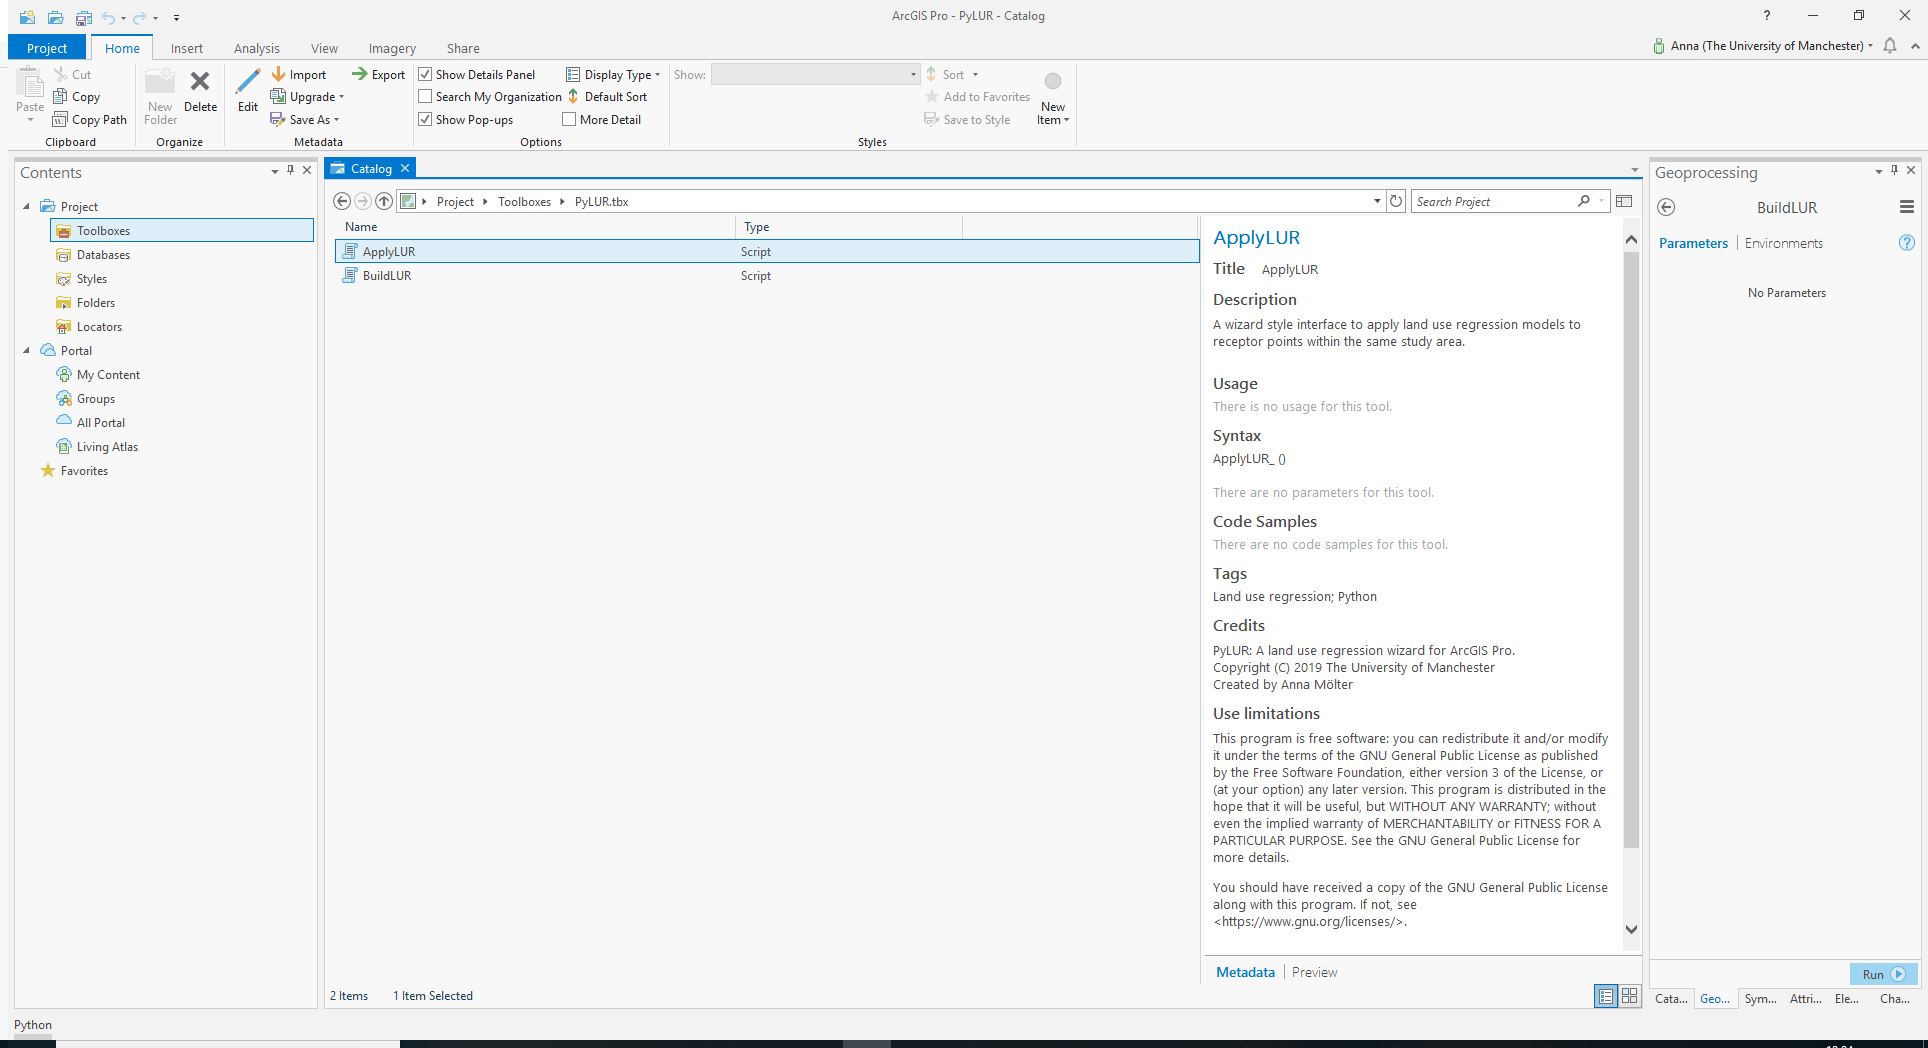 ArcGIS Pro - PyLUR - Catalog
?
Project Home Insert Analysis View Imagery Share
Anna (The University of Manchester)
Paste
Cut
Copy
Copy Path
Clipboard
New Folder
Delete
Organize
Edit
Import
Upgrade
Save As
Export
Metadata
Show Details Panel
Search My Organization
Show Pop-ups
Display Type
Default Sort
More Detail
Options
Show:
Sort
Add to Favorites
Save to Style
New Item
Styles
Contents
Project
Toolboxes
Databases
Styles
Folders
Locators
Portal
My Content
Groups
All Portal
Living Atlas
Favorites
Catalog
Project Toolboxes PyLUR.tbx
Search Project
Name Type
ApplyLUR Script
BuildLUR Script
ApplyLUR
Title ApplyLUR
Description
A wizard style interface to apply land use regression models to
receptor points within the same study area.
Usage
There is no usage for this tool.
Syntax
ApplyLUR_ ()
There are no parameters for this tool.
Code Samples
There are no code samples for this tool.
Tags
Land use regression; Python
Credits
PyLUR: A land use regression wizard for ArcGIS Pro.
Copyright (C) 2019 The University of Manchester
Created by Anna Mölter
Use limitations
This program is free software: you can redistribute it and/or modify
it under the terms of the GNU General Public License as published
by the Free Software Foundation, either version 3 of the License, or
(at your option) any later version. This program is distributed in the
hope that it will be useful, but WITHOUT ANY WARRANTY; without
even the implied warranty of MERCHANTABILITY or FITNESS FOR A
PARTICULAR PURPOSE. See the GNU General Public License for
more details.
You should have received a copy of the GNU General Public License
along with this program. If not, see
<https://www.gnu.org/licenses/>.
Metadata Preview
2 Items 1 Item Selected
Geoprocessing
BuildLUR
Parameters Environments
?
No Parameters
Run
Cata... Geo... Sym... Attri... Ele... Cha...
Python